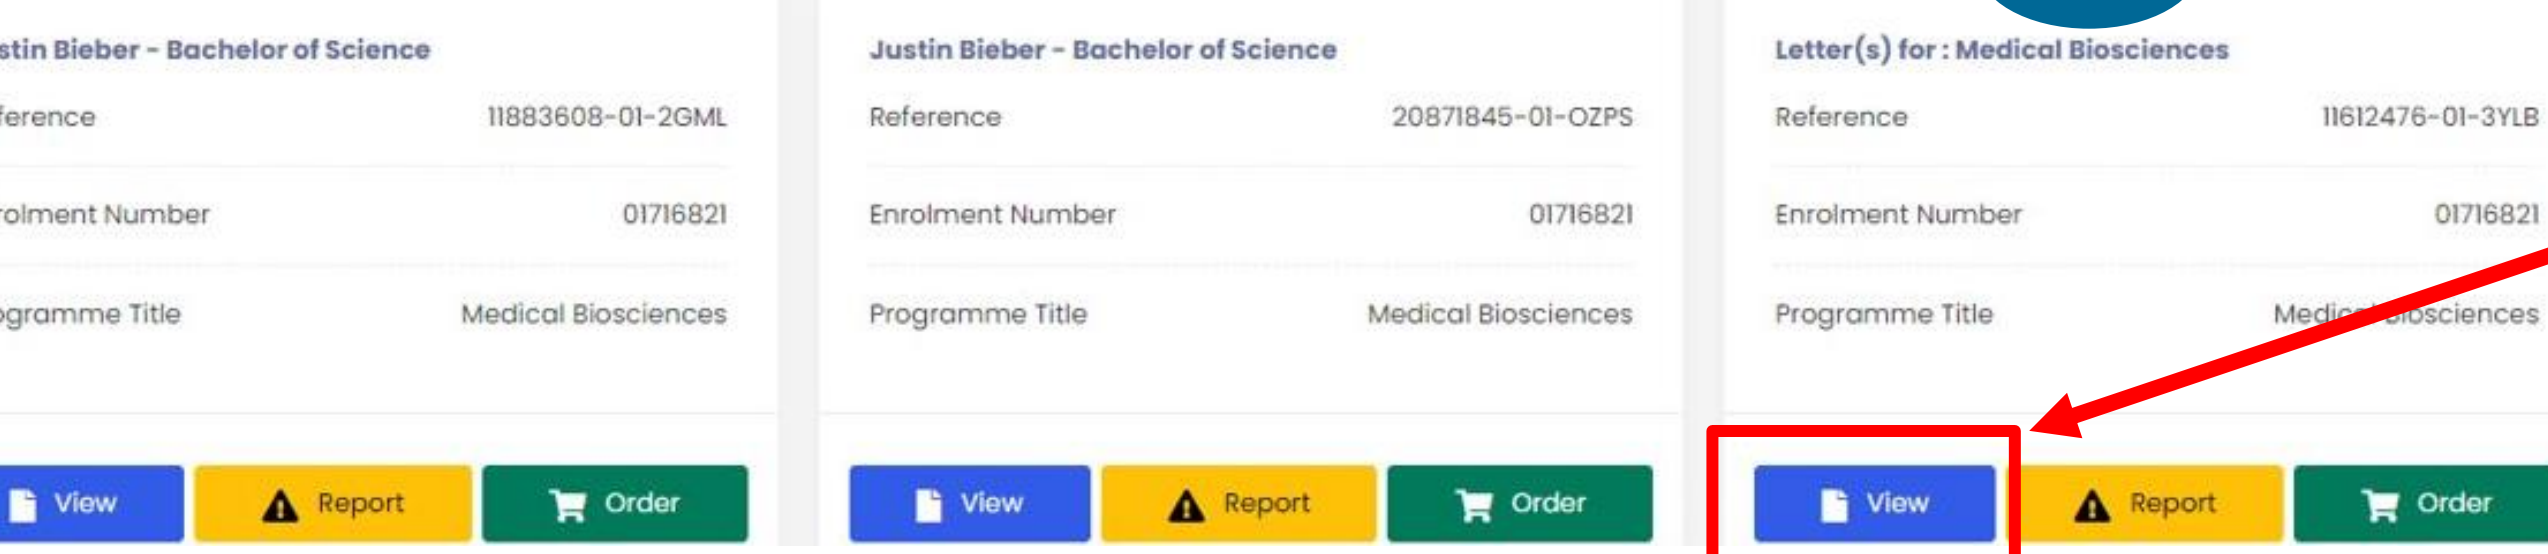 stin Bieber - Bachelor of Science
ference 11883608-01-2GML
rolment Number 01716821
ogramme Title Medical Biosciences
View Report Order
Justin Bieber - Bachelor of Science
Reference 20871845-01-OZPS
Enrolment Number 01716821
Programme Title Medical Biosciences
View Report Order
Letter(s) for : Medical Biosciences
Reference 11612476-01-3YLB
Enrolment Number 01716821
Programme Title Medical Biosciences
View Report Order